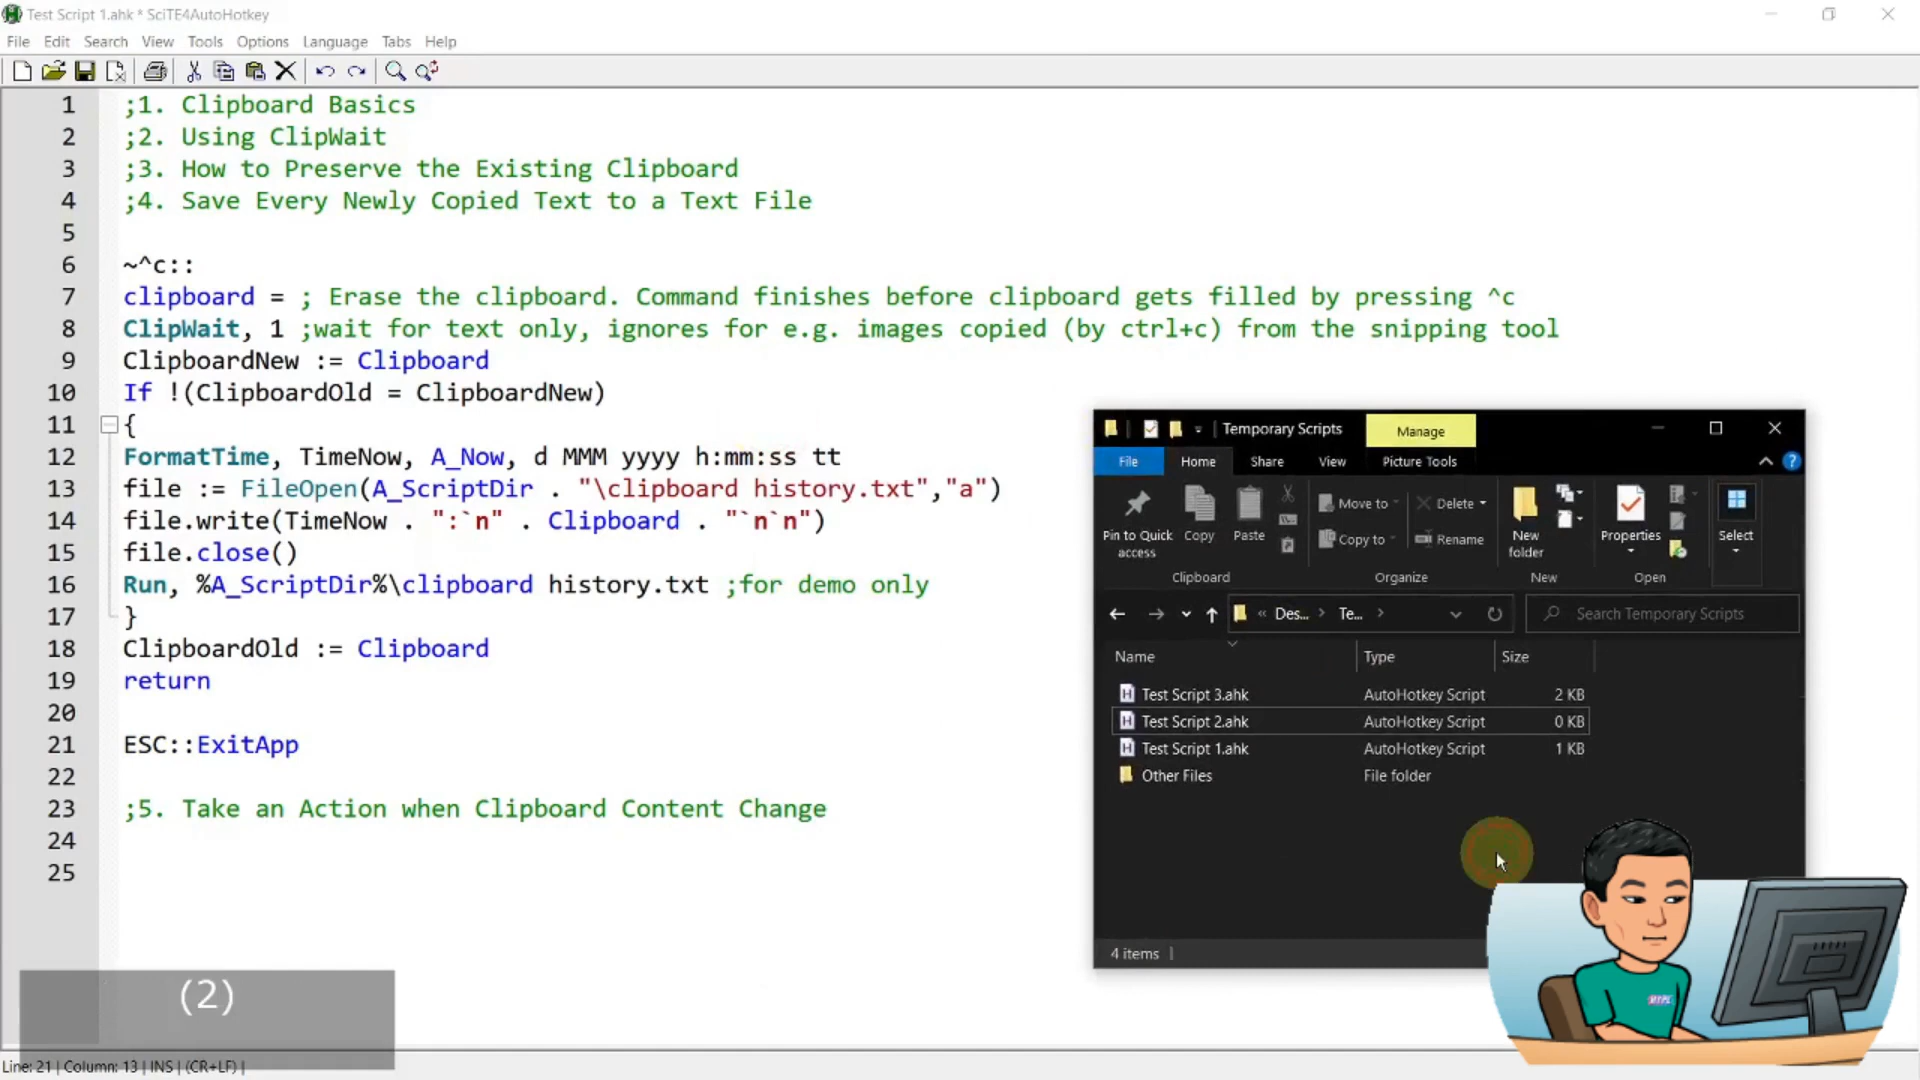 Test Script 1.ahk * SciTE4AutoHotkey
File Edit Search View Tools Options Language Tabs Help
1 ;1. Clipboard Basics
2 ;2. Using ClipWait
3 ;3. How to Preserve the Existing Clipboard
4 ;4. Save Every Newly Copied Text to a Text File
5
6 ~^c::
7 clipboard = ; Erase the clipboard. Command finishes before clipboard gets filled by pressing ^c
8 ClipWait, 1 ;wait for text only, ignores for e.g. images copied (by ctrl+c) from the snipping tool
9 ClipboardNew := Clipboard
10 If !(ClipboardOld = ClipboardNew)
11 {
12 FormatTime, TimeNow, A_Now, d MMM yyyy h:mm:ss tt
13 file := FileOpen(A_ScriptDir . "\clipboard history.txt","a")
14 file.write(TimeNow . ":`n" . Clipboard . "`n`n")
15 file.close()
16 Run, %A_ScriptDir%\clipboard history.txt ;for demo only
17 }
18 ClipboardOld := Clipboard
19 return
20
21 ESC::ExitApp
22
23 ;5. Take an Action when Clipboard Content Change
24
25
Temporary Scripts Manage
File Home Share View Picture Tools
Pin to Quick access Copy Paste Move to Copy to Delete Rename New folder Properties Select
Clipboard Organize New Open
« Des... > Te... > Search Temporary Scripts
Name Type Size
Test Script 3.ahk AutoHotkey Script 2 KB
Test Script 2.ahk AutoHotkey Script 0 KB
Test Script 1.ahk AutoHotkey Script 1 KB
Other Files File folder
4 items
(2)
Line: 21 | Column: 13 | INS | (CR+LF) |